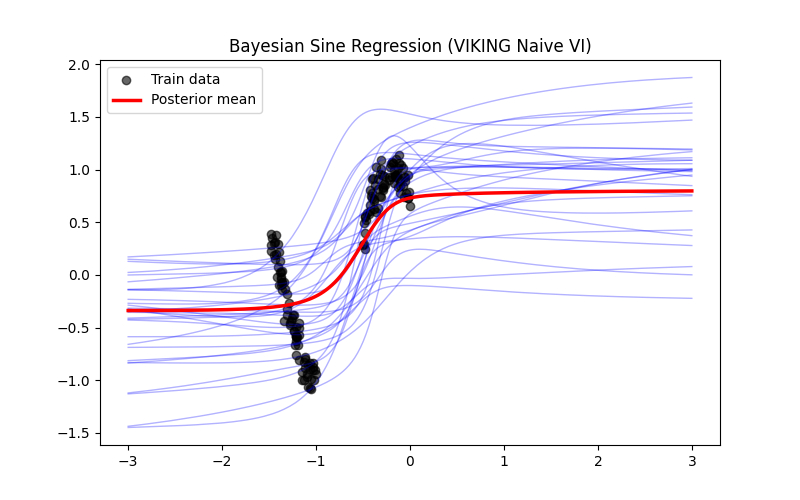 Bayesian Sine Regression (VIKING Naive VI)
Train data
Posterior mean
2.0
1.5
1.0
0.5
0.0
−0.5
−1.0
−1.5
−3 −2 −1 0 1 2 3